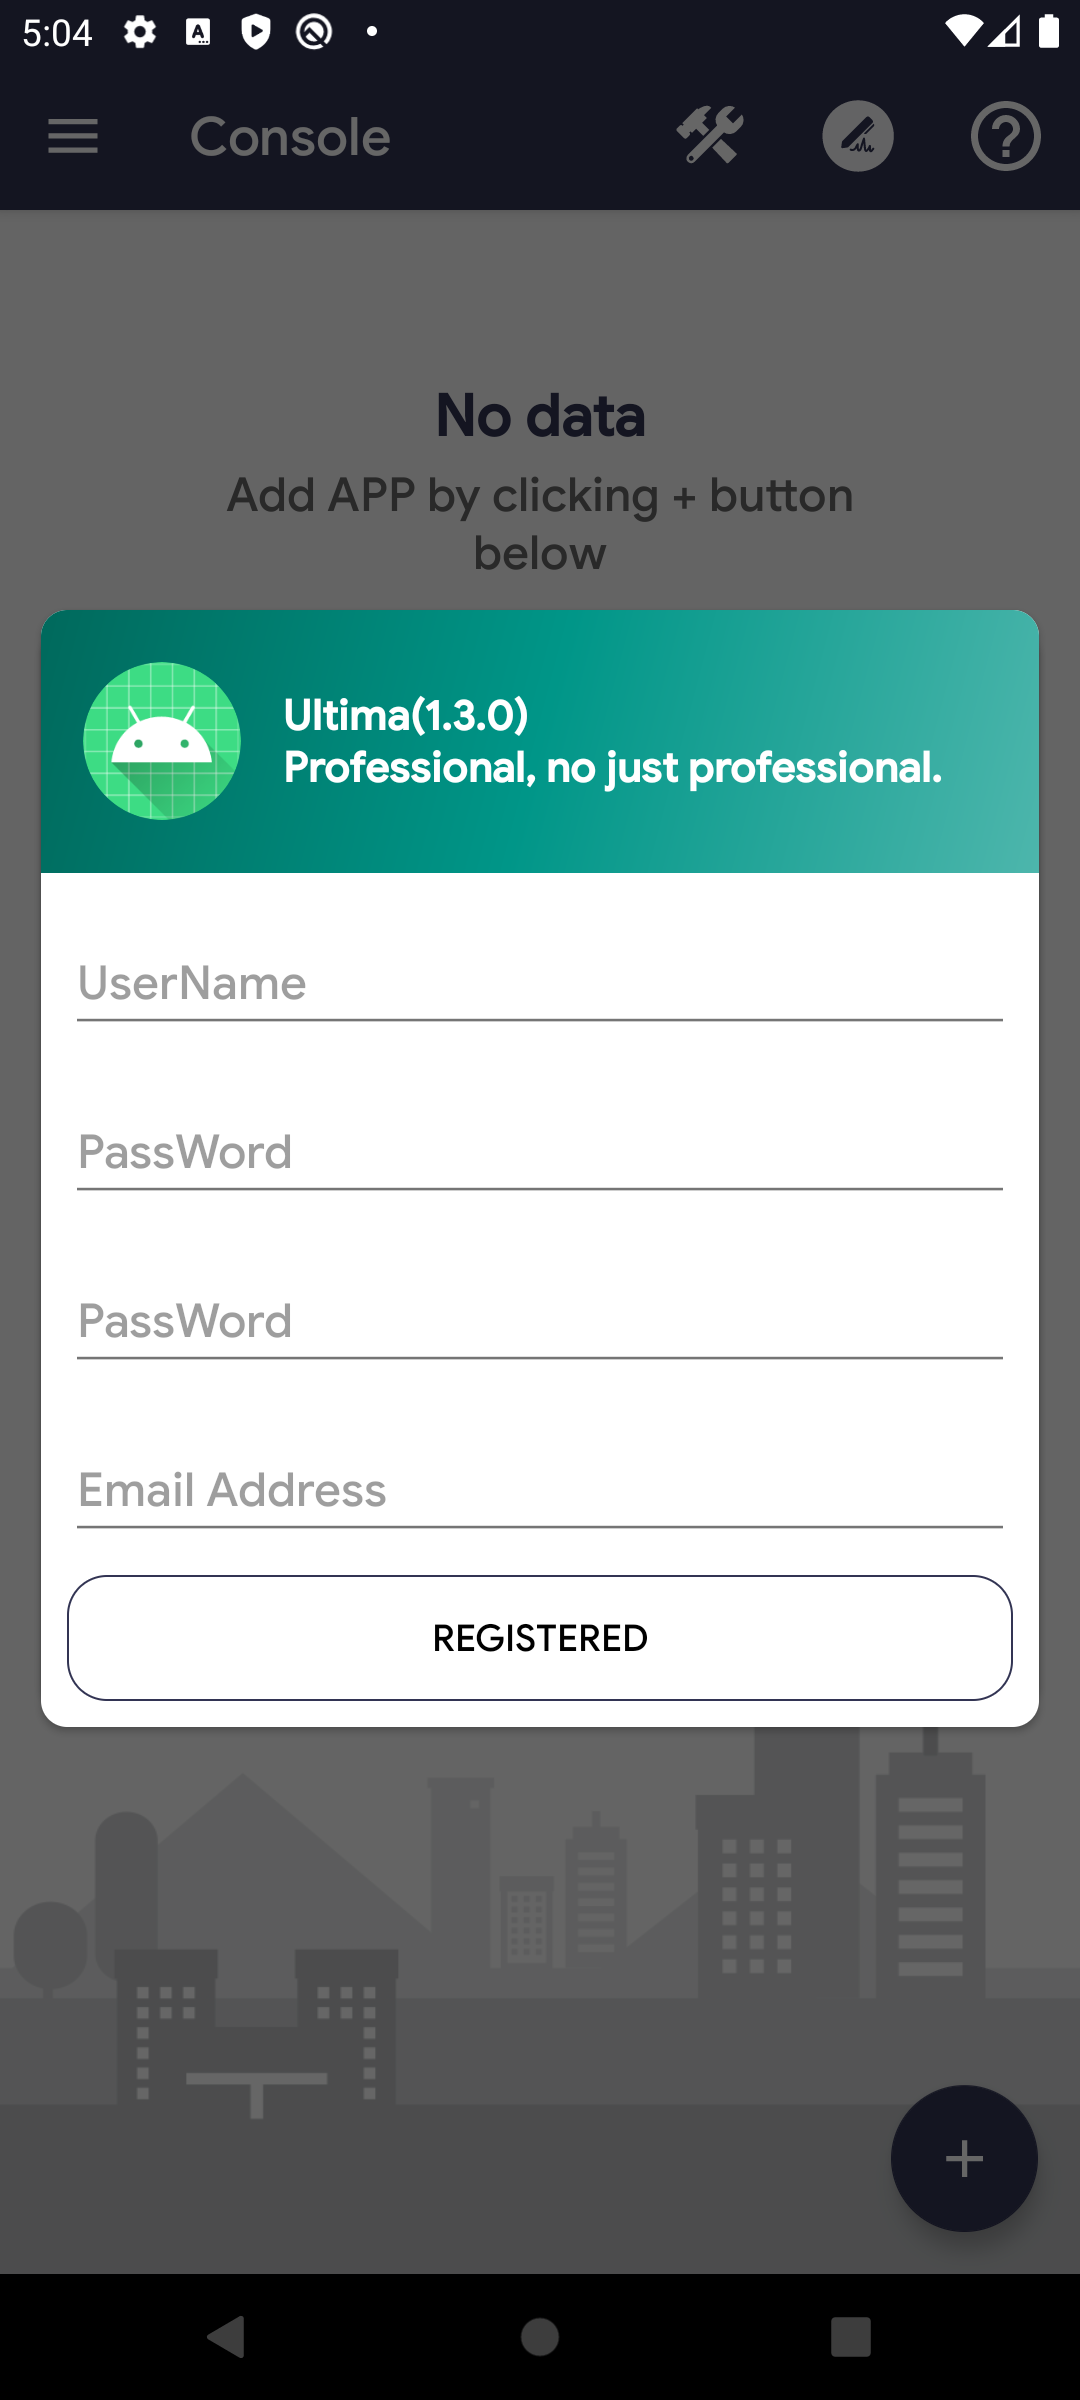 5:04
Console
No data
Add APP by clicking + button
below
Ultima(1.3.0)
Professional, no just professional.
UserName
PassWord
PassWord
Email Address
REGISTERED